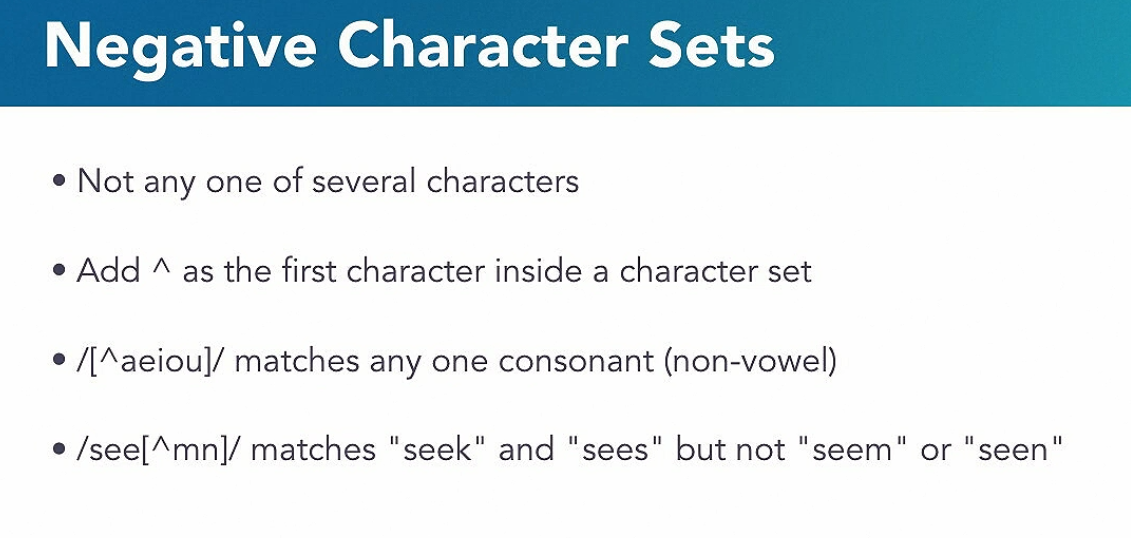 Negative Character Sets
• Not any one of several characters
• Add ^ as the first character inside a character set
• /[^aeiou]/ matches any one consonant (non-vowel)
• /see[^mn]/ matches "seek" and "sees" but not "seem" or "seen"